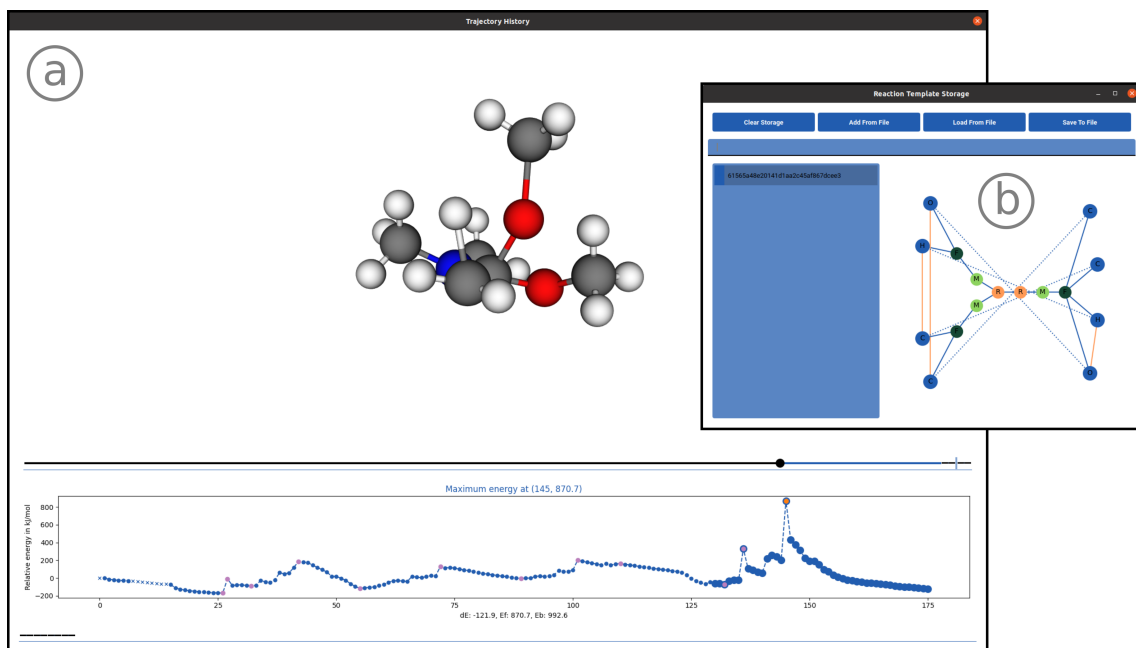 Trajectory History
a
Reaction Template Storage
Clear Storage Add From File Load From File Save To File
61565a48e20141d1aa2c45af867dcee3
b
O C
H F C
M
R R M F
M
C F H
C O
Maximum energy at (145, 870.7)
Relative energy in kJ/mol
800
600
400
200
0
−200
0 25 50 75 100 125 150 175
dE: -121.9, Ef: 870.7, Eb: 992.6